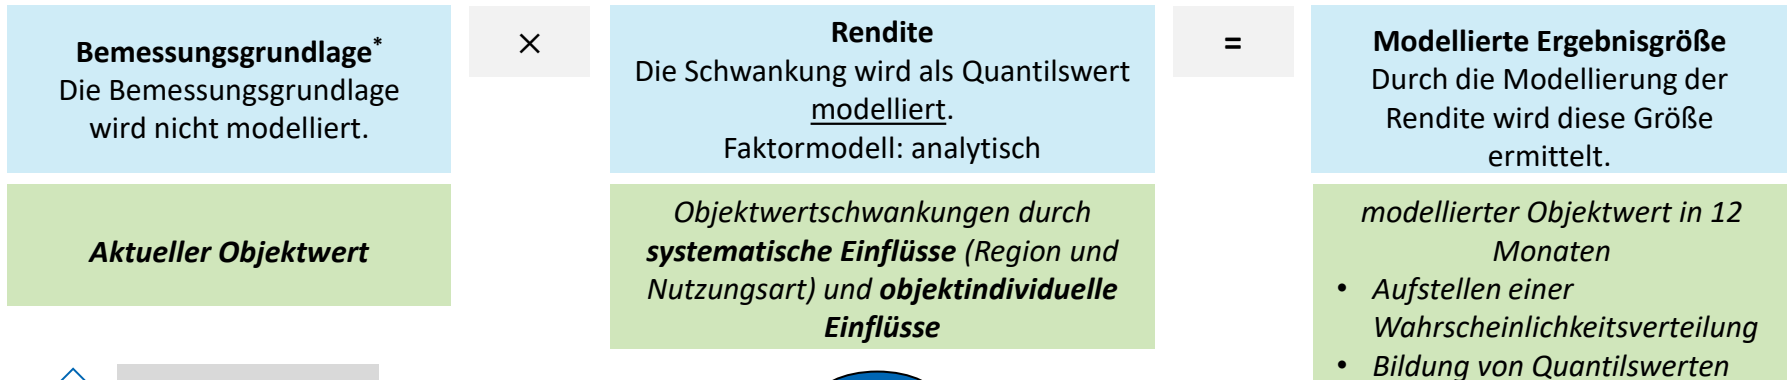 Bemessungsgrundlage*
Die Bemessungsgrundlage
wird nicht modelliert.
×
Rendite
Die Schwankung wird als Quantilswert
modelliert.
Faktormodell: analytisch
=
Modellierte Ergebnisgröße
Durch die Modellierung der
Rendite wird diese Größe
ermittelt.
Aktueller Objektwert
Objektwertschwankungen durch
systematische Einflüsse (Region und
Nutzungsart) und objektindividuelle
Einflüsse
modellierter Objektwert in 12
Monaten
• Aufstellen einer
Wahrscheinlichkeitsverteilung
• Bildung von Quantilswerten